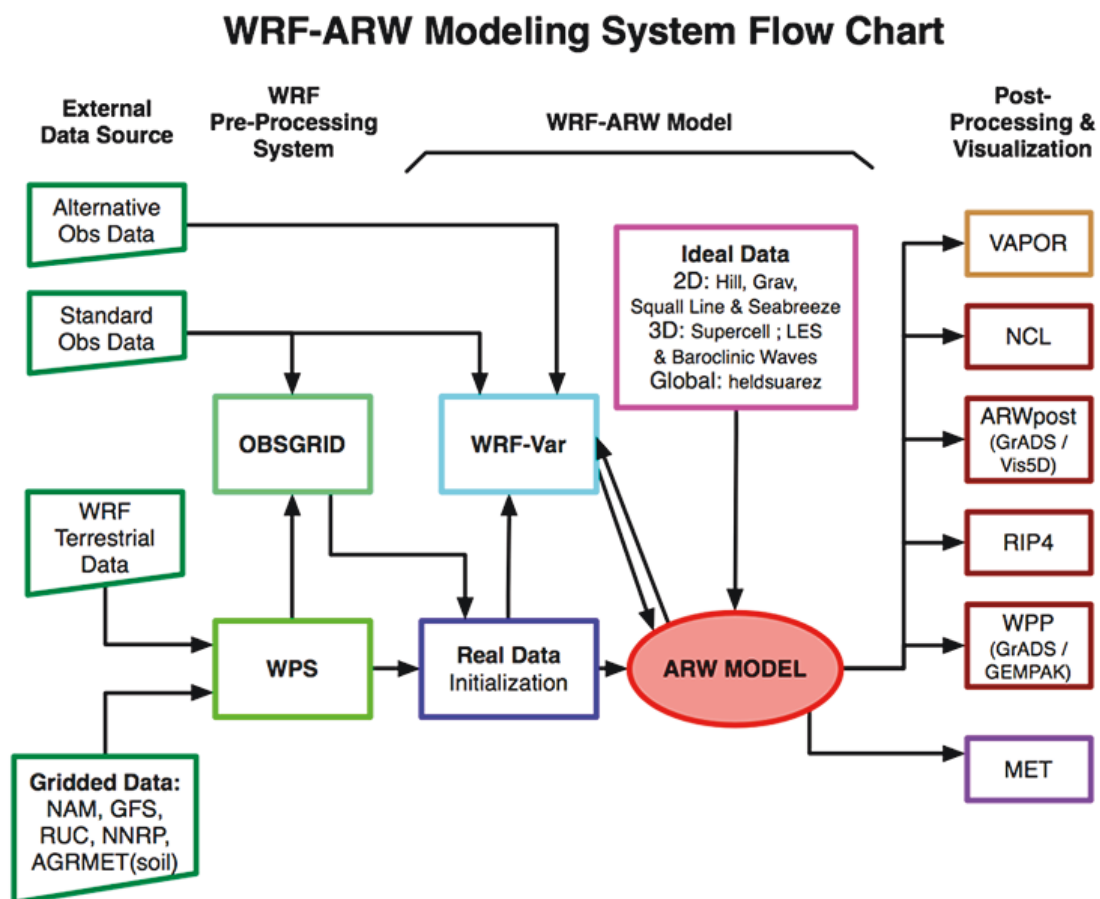 WRF-ARW Modeling System Flow Chart
External
Data Source
WRF
Pre-Processing
System
WRF-ARW Model
Post-
Processing &
Visualization
Alternative
Obs Data
Standard
Obs Data
OBSGRID
WRF-Var
Ideal Data
2D: Hill, Grav,
Squall Line & Seabreeze
3D: Supercell ; LES
& Baroclinic Waves
Global: heldsuarez
VAPOR
NCL
ARWpost
(GrADS /
Vis5D)
RIP4
WPP
(GrADS /
GEMPAK)
MET
WRF
Terrestrial
Data
WPS
Real Data
Initialization
ARW MODEL
Gridded Data:
NAM, GFS,
RUC, NNRP,
AGRMET(soil)